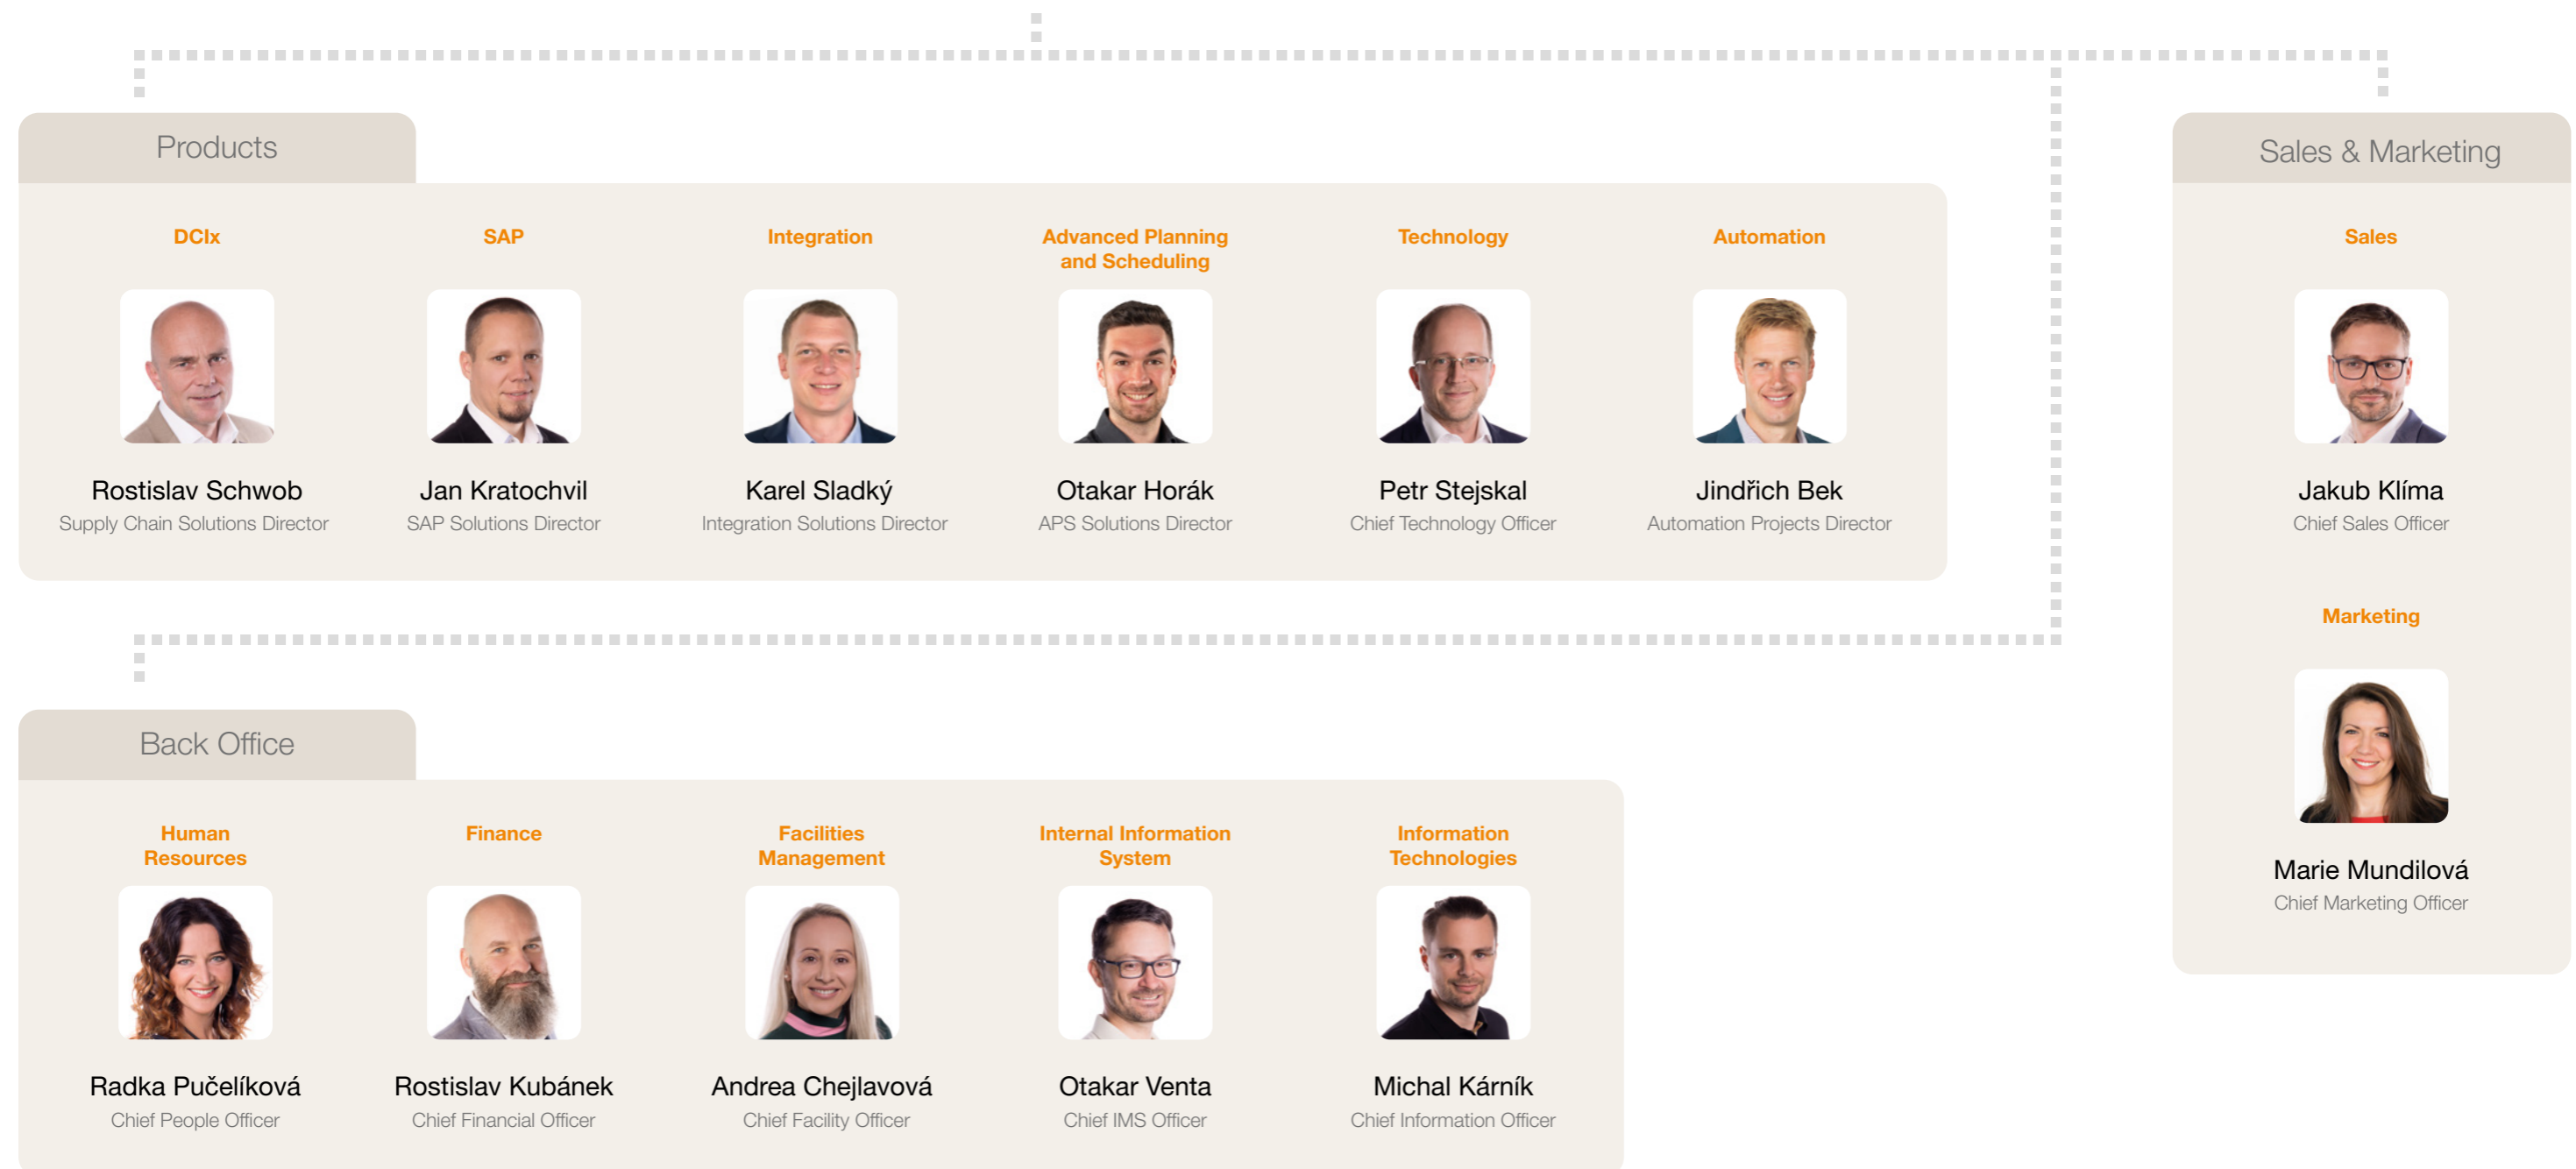 Products
DCIx
SAP
Integration
Advanced Planning
and Scheduling
Technology
Automation
Rostislav Schwob
Supply Chain Solutions Director
Jan Kratochvil
SAP Solutions Director
Karel Sladký
Integration Solutions Director
Otakar Horák
APS Solutions Director
Petr Stejskal
Chief Technology Officer
Jindřich Bek
Automation Projects Director
Sales & Marketing
Sales
Jakub Klíma
Chief Sales Officer
Marketing
Marie Mundilová
Chief Marketing Officer
Back Office
Human
Resources
Finance
Facilities
Management
Internal Information
System
Information
Technologies
Radka Pučelíková
Chief People Officer
Rostislav Kubánek
Chief Financial Officer
Andrea Chejlavová
Chief Facility Officer
Otakar Venta
Chief IMS Officer
Michal Kárník
Chief Information Officer